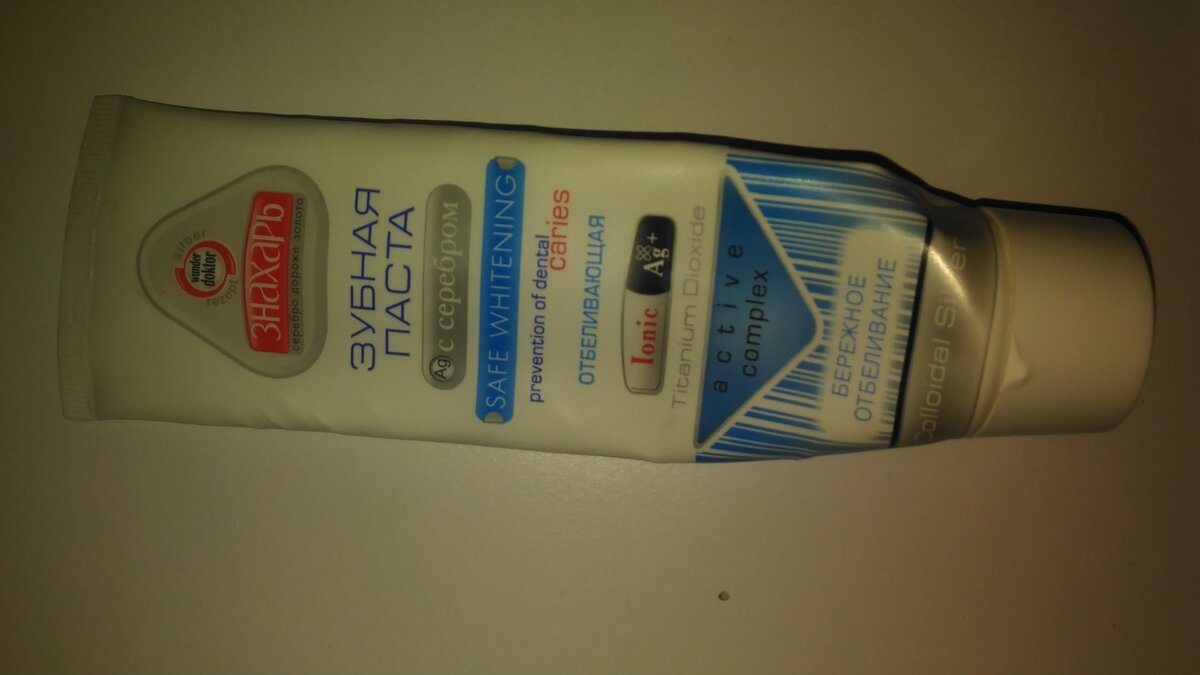 silber
wunder
doktor
rezept
ЗНАХАРЬ
серебро дороже золота
ЗУБНАЯ
ПАСТА
Ag с серебром
SAFE WHITENING
prevention of dental
caries
ОТБЕЛИВАЮЩАЯ
Ionic Ag+
Titanium Dioxide
active
complex
БЕРЕЖНОЕ
ОТБЕЛИВАНИЕ
Colloidal